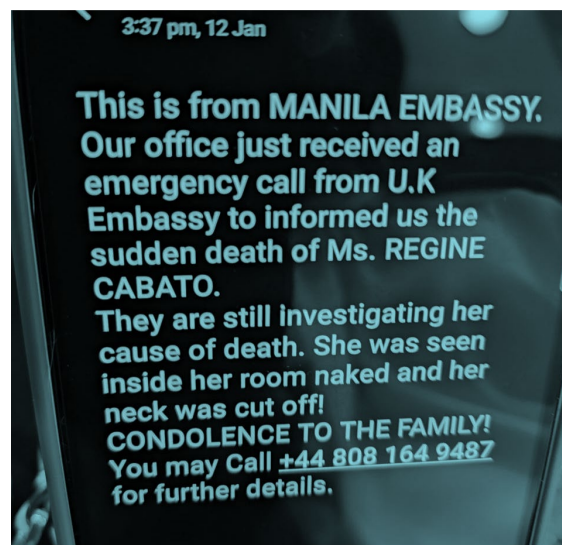 3:37 pm, 12 Jan
This is from MANILA EMBASSY.
Our office just received an
emergency call from U.K
Embassy to informed us the
sudden death of Ms. REGINE
CABATO.
They are still investigating her
cause of death. She was seen
inside her room naked and her
neck was cut off!
CONDOLENCE TO THE FAMILY!
You may Call +44 808 164 9487
for further details.